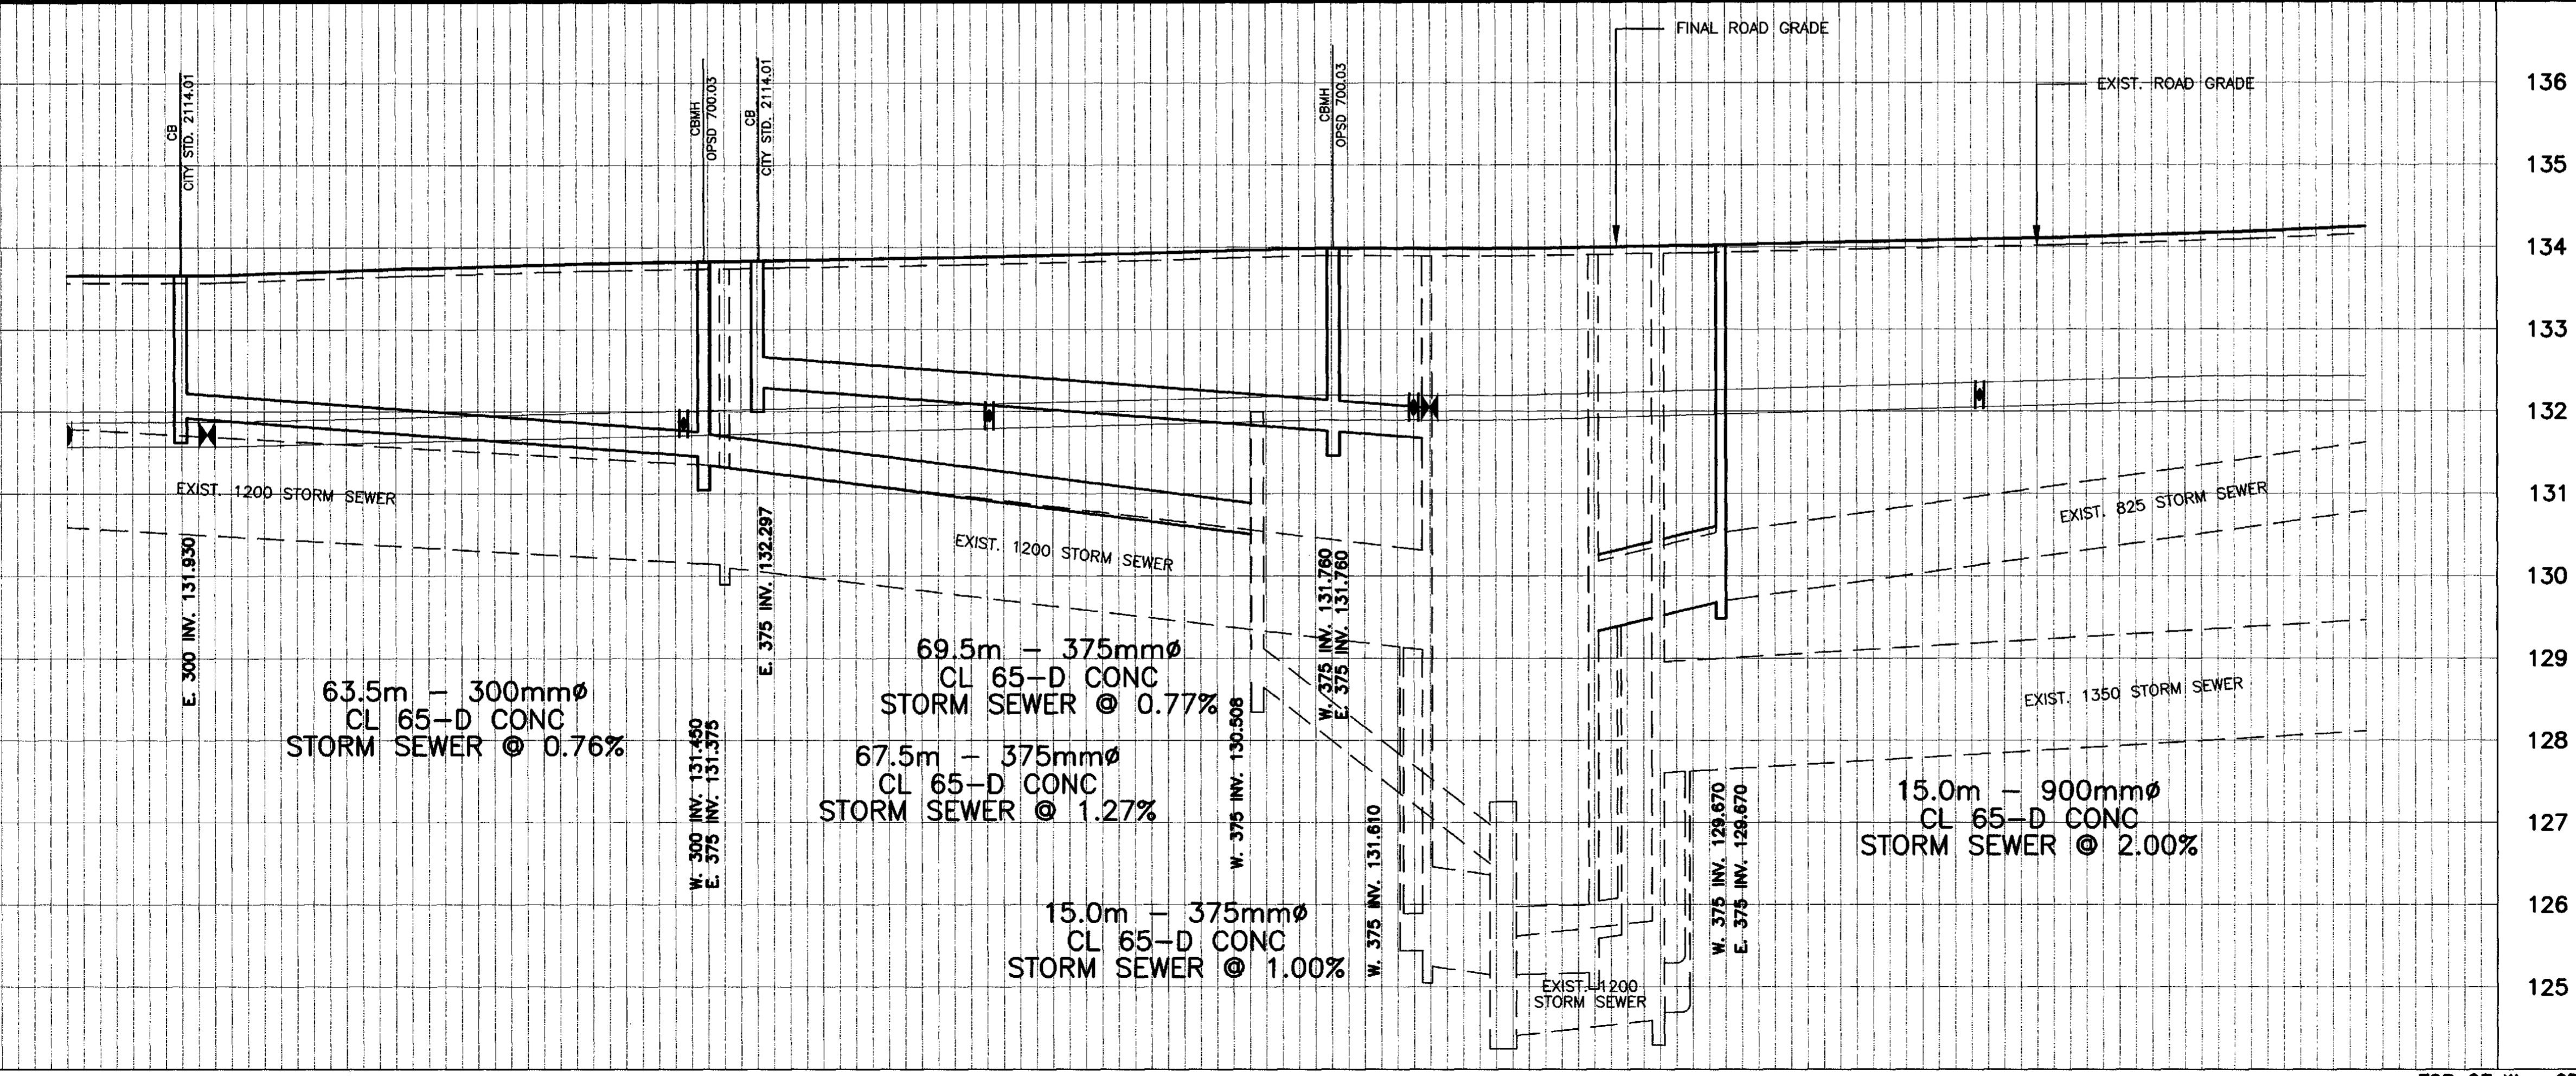 FINAL ROAD GRADE
EXIST. ROAD GRADE
CB
CITY STD. 2114.01
CBMH
OPSD 700.03
CB
CITY STD. 2114.01
CBMH
OPSD 700.03
136
135
134
133
132
131
130
129
128
127
126
125
EXIST. 1200 STORM SEWER
EXIST. 1200 STORM SEWER
EXIST. 825 STORM SEWER
EXIST. 1350 STORM SEWER
EXIST. 1200
STORM SEWER
E. 300 INV. 131.930
63.5m – 300mmø
CL 65-D CONC
STORM SEWER @ 0.76%
W. 300 INV. 131.450
E. 375 INV. 131.375
E. 375 INV. 132.297
69.5m – 375mmø
CL 65-D CONC
STORM SEWER @ 0.77%
67.5m – 375mmø
CL 65-D CONC
STORM SEWER @ 1.27%
W. 375 INV. 130.508
W. 375 INV. 131.760
E. 375 INV. 131.760
15.0m – 375mmø
CL 65-D CONC
STORM SEWER @ 1.00%
W. 375 INV. 131.610
W. 375 INV. 129.670
E. 375 INV. 129.670
15.0m – 900mmø
CL 65-D CONC
STORM SEWER @ 2.00%